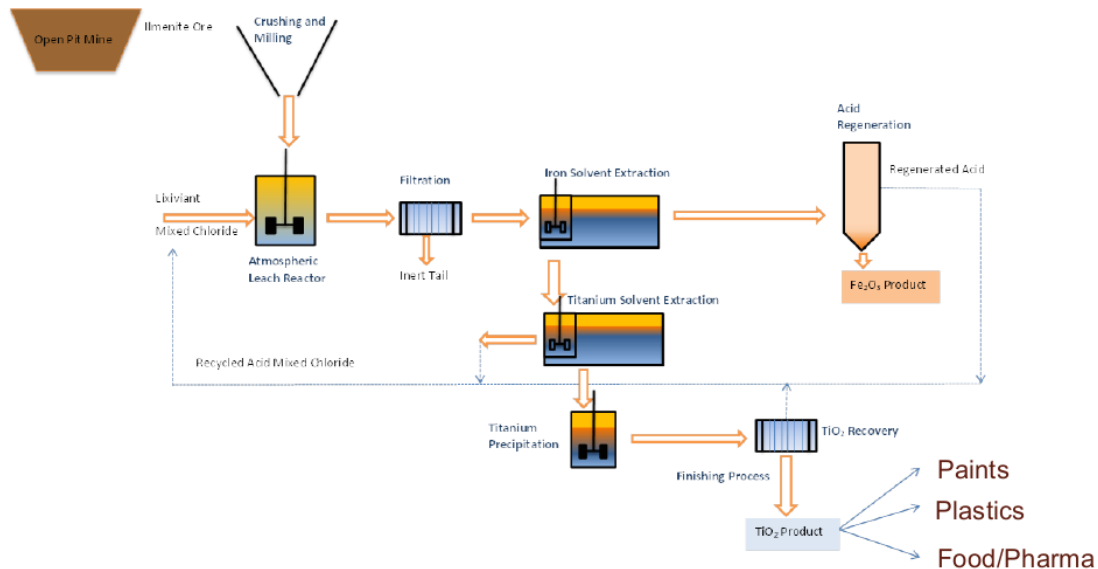 Open Pit Mine
Ilmenite Ore
Crushing and
Milling
Acid
Regeneration
Regenerated Acid
Iron Solvent Extraction
Filtration
Lixiviant
Mixed Chloride
Atmospheric
Leach Reactor
Inert Tail
Fe₂O₃ Product
Titanium Solvent Extraction
Recycled Acid Mixed Chloride
Titanium
Precipitation
TiO₂ Recovery
Finishing Process
TiO₂ Product
Paints
Plastics
Food/Pharma